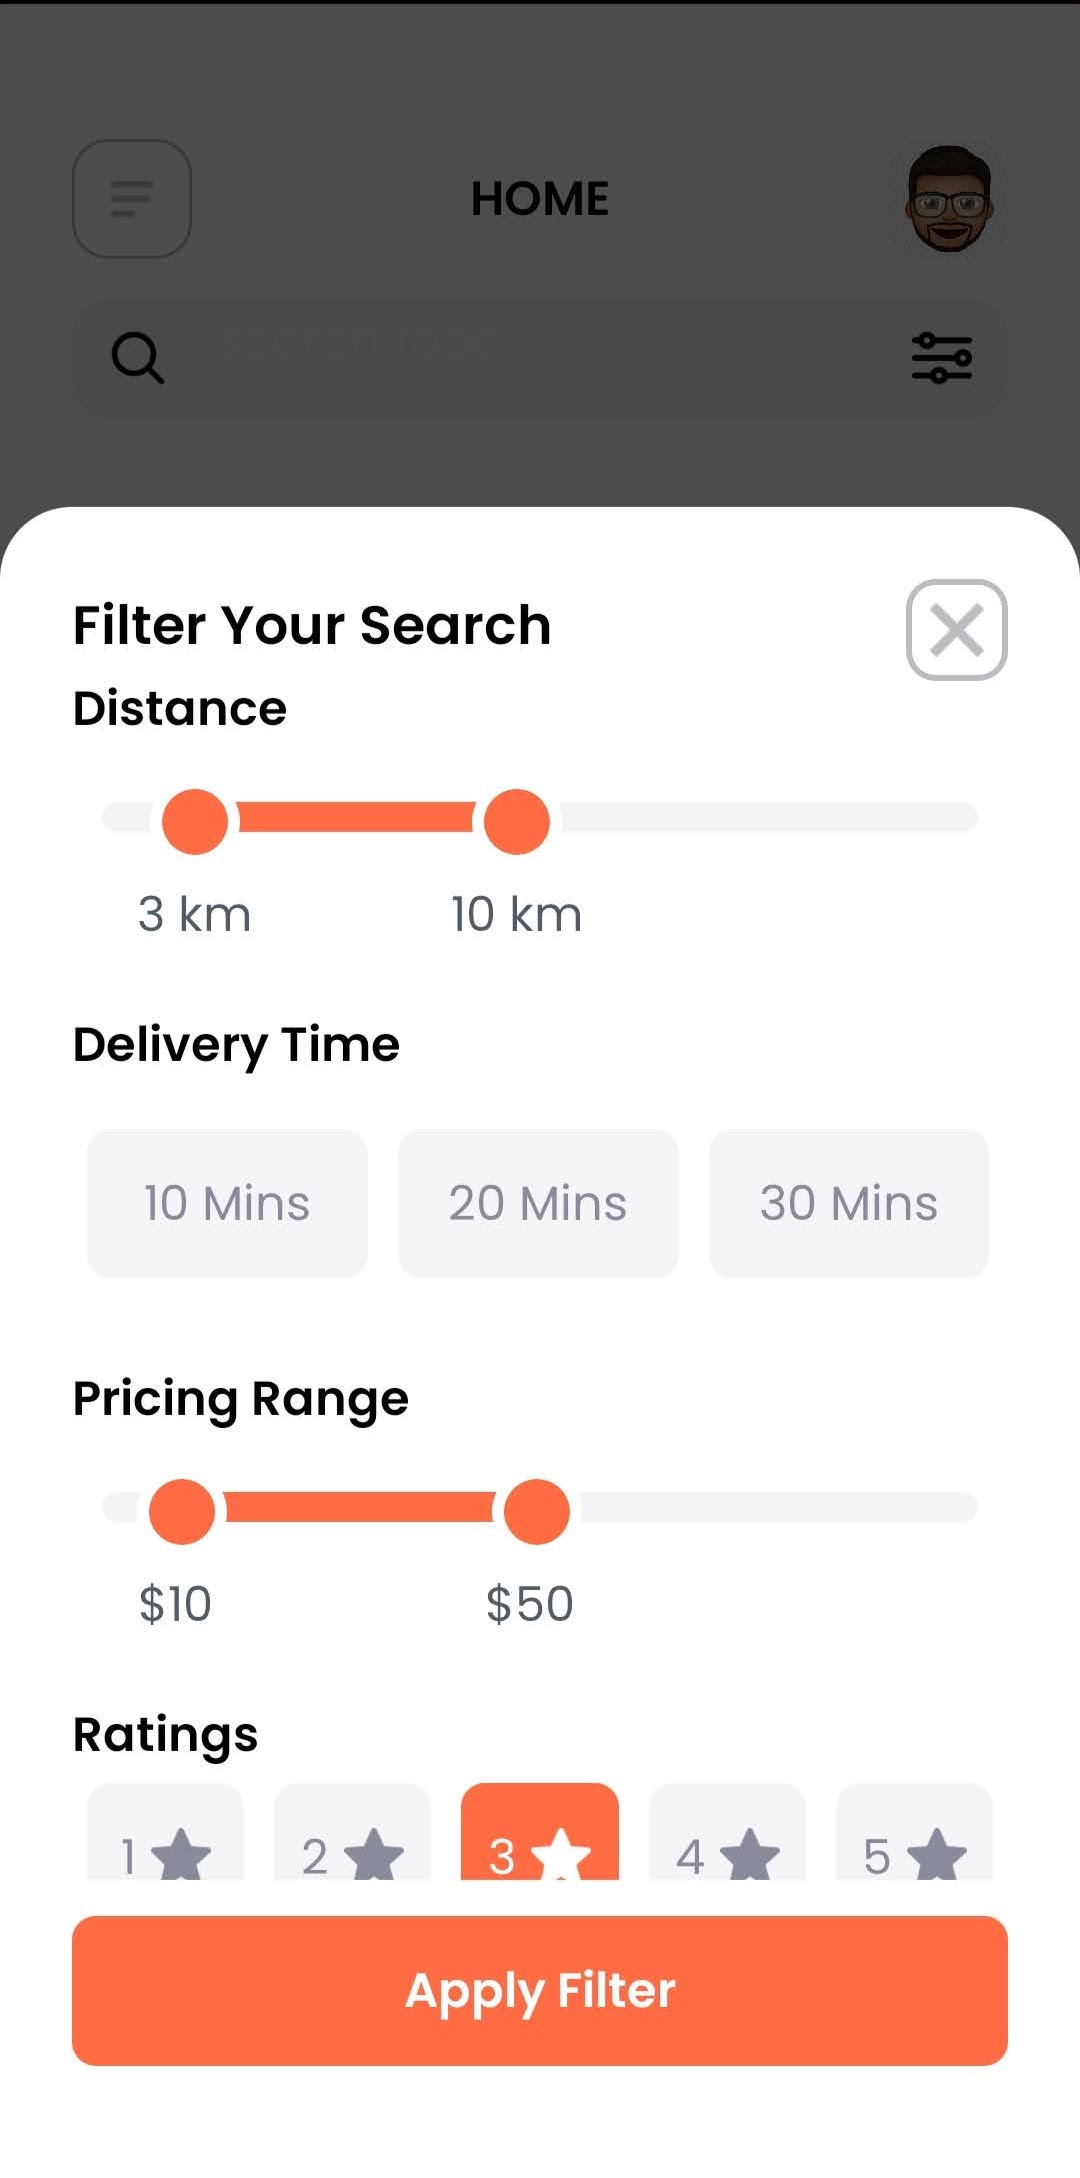 HOME
Filter Your Search
Distance
3 km 10 km
Delivery Time
10 Mins 20 Mins 30 Mins
Pricing Range
$10 $50
Ratings
1 2 3 4 5
Apply Filter